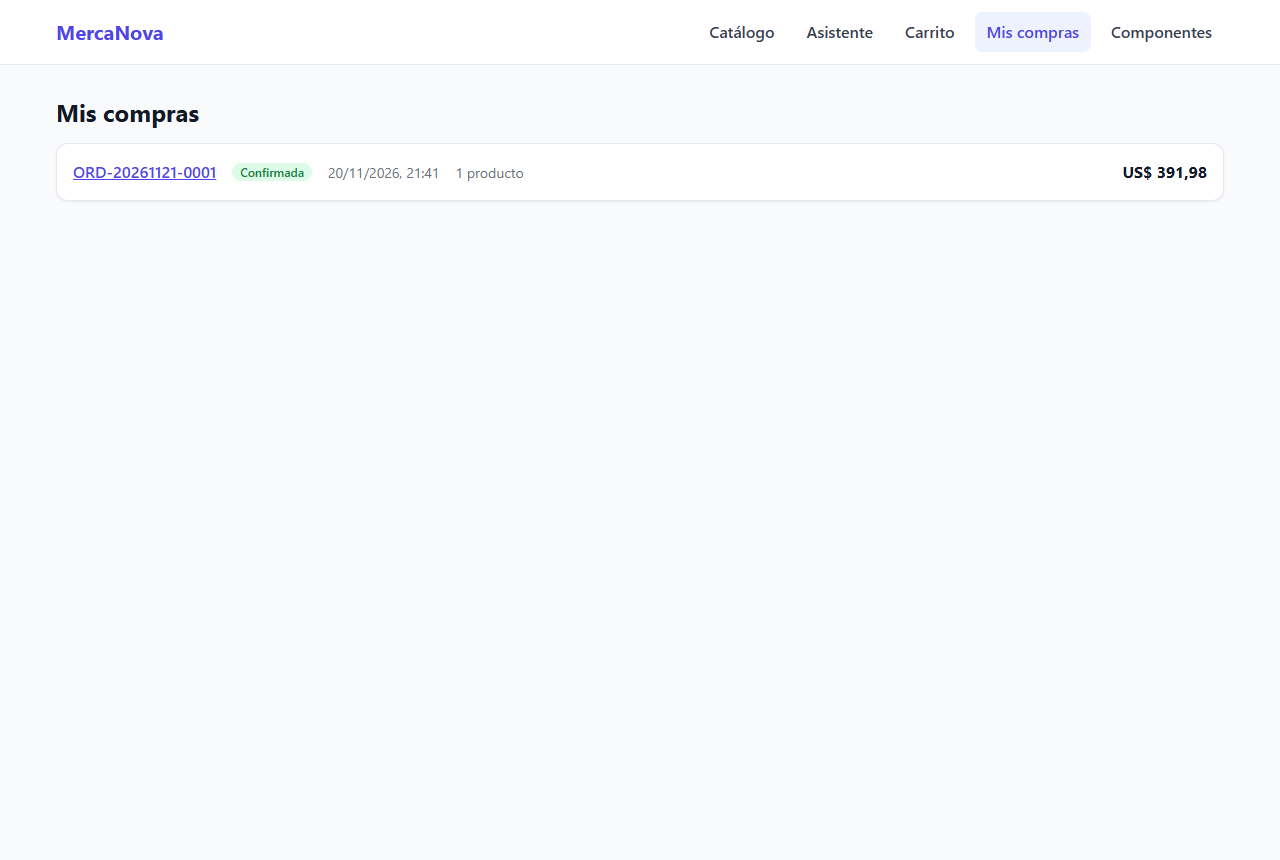 MercaNova Catálogo Asistente Carrito Mis compras Componentes
Mis compras
ORD-20261121-0001 Confirmada 20/11/2026, 21:41 1 producto US$ 391,98